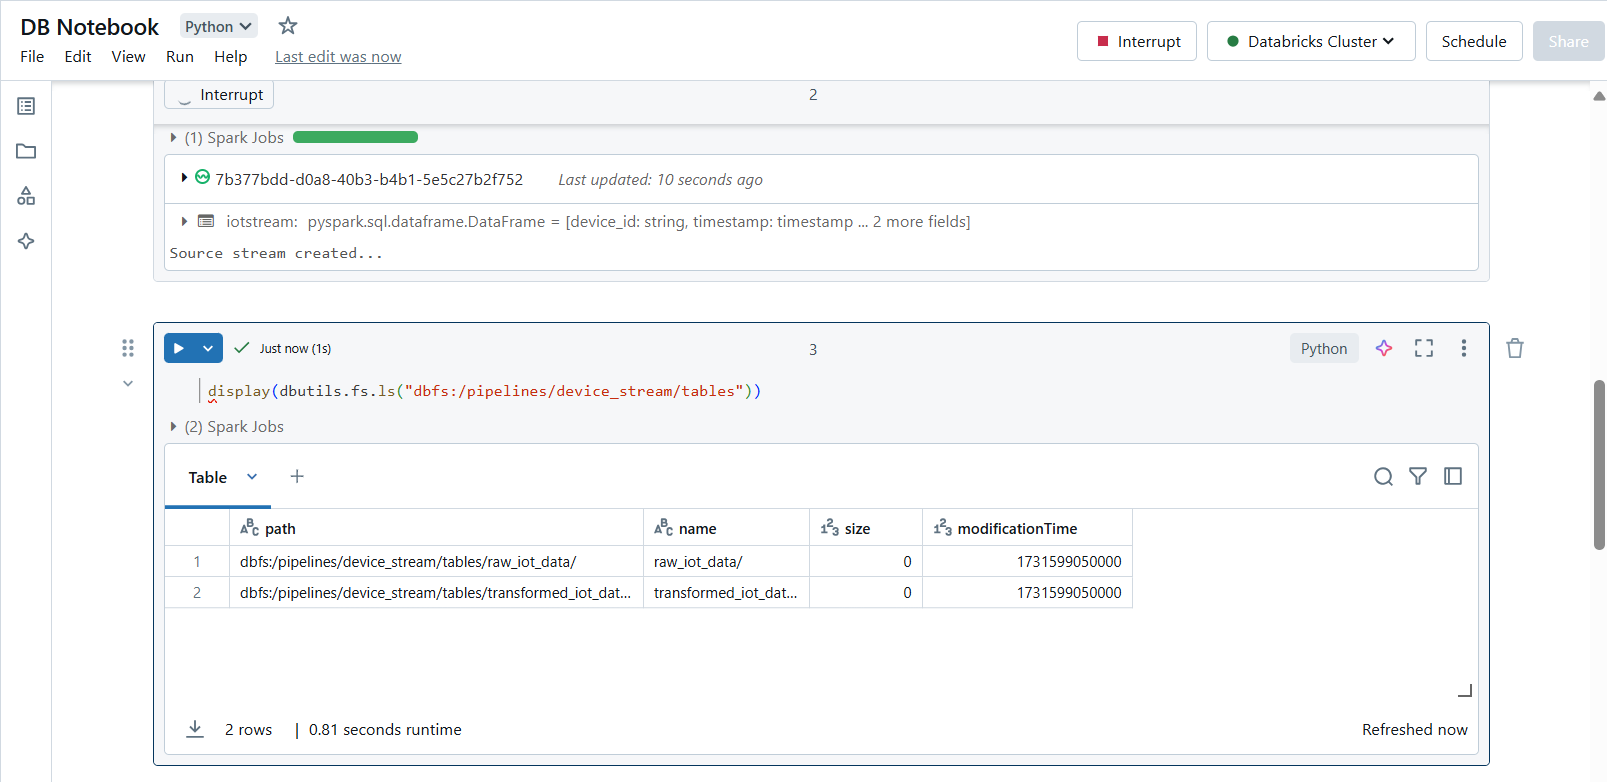 DB Notebook Python
File Edit View Run Help Last edit was now
Interrupt Databricks Cluster Schedule Share
Interrupt 2
(1) Spark Jobs
7b377bdd-d0a8-40b3-b4b1-5e5c27b2f752 Last updated: 10 seconds ago
iotstream: pyspark.sql.dataframe.DataFrame = [device_id: string, timestamp: timestamp ... 2 more fields]
Source stream created...
Just now (1s) 3 Python
display(dbutils.fs.ls("dbfs:/pipelines/device_stream/tables"))
(2) Spark Jobs
Table +
ABC path ABC name 123 size 123 modificationTime
1 dbfs:/pipelines/device_stream/tables/raw_iot_data/ raw_iot_data/ 0 1731599050000
2 dbfs:/pipelines/device_stream/tables/transformed_iot_dat... transformed_iot_dat... 0 1731599050000
2 rows | 0.81 seconds runtime Refreshed now